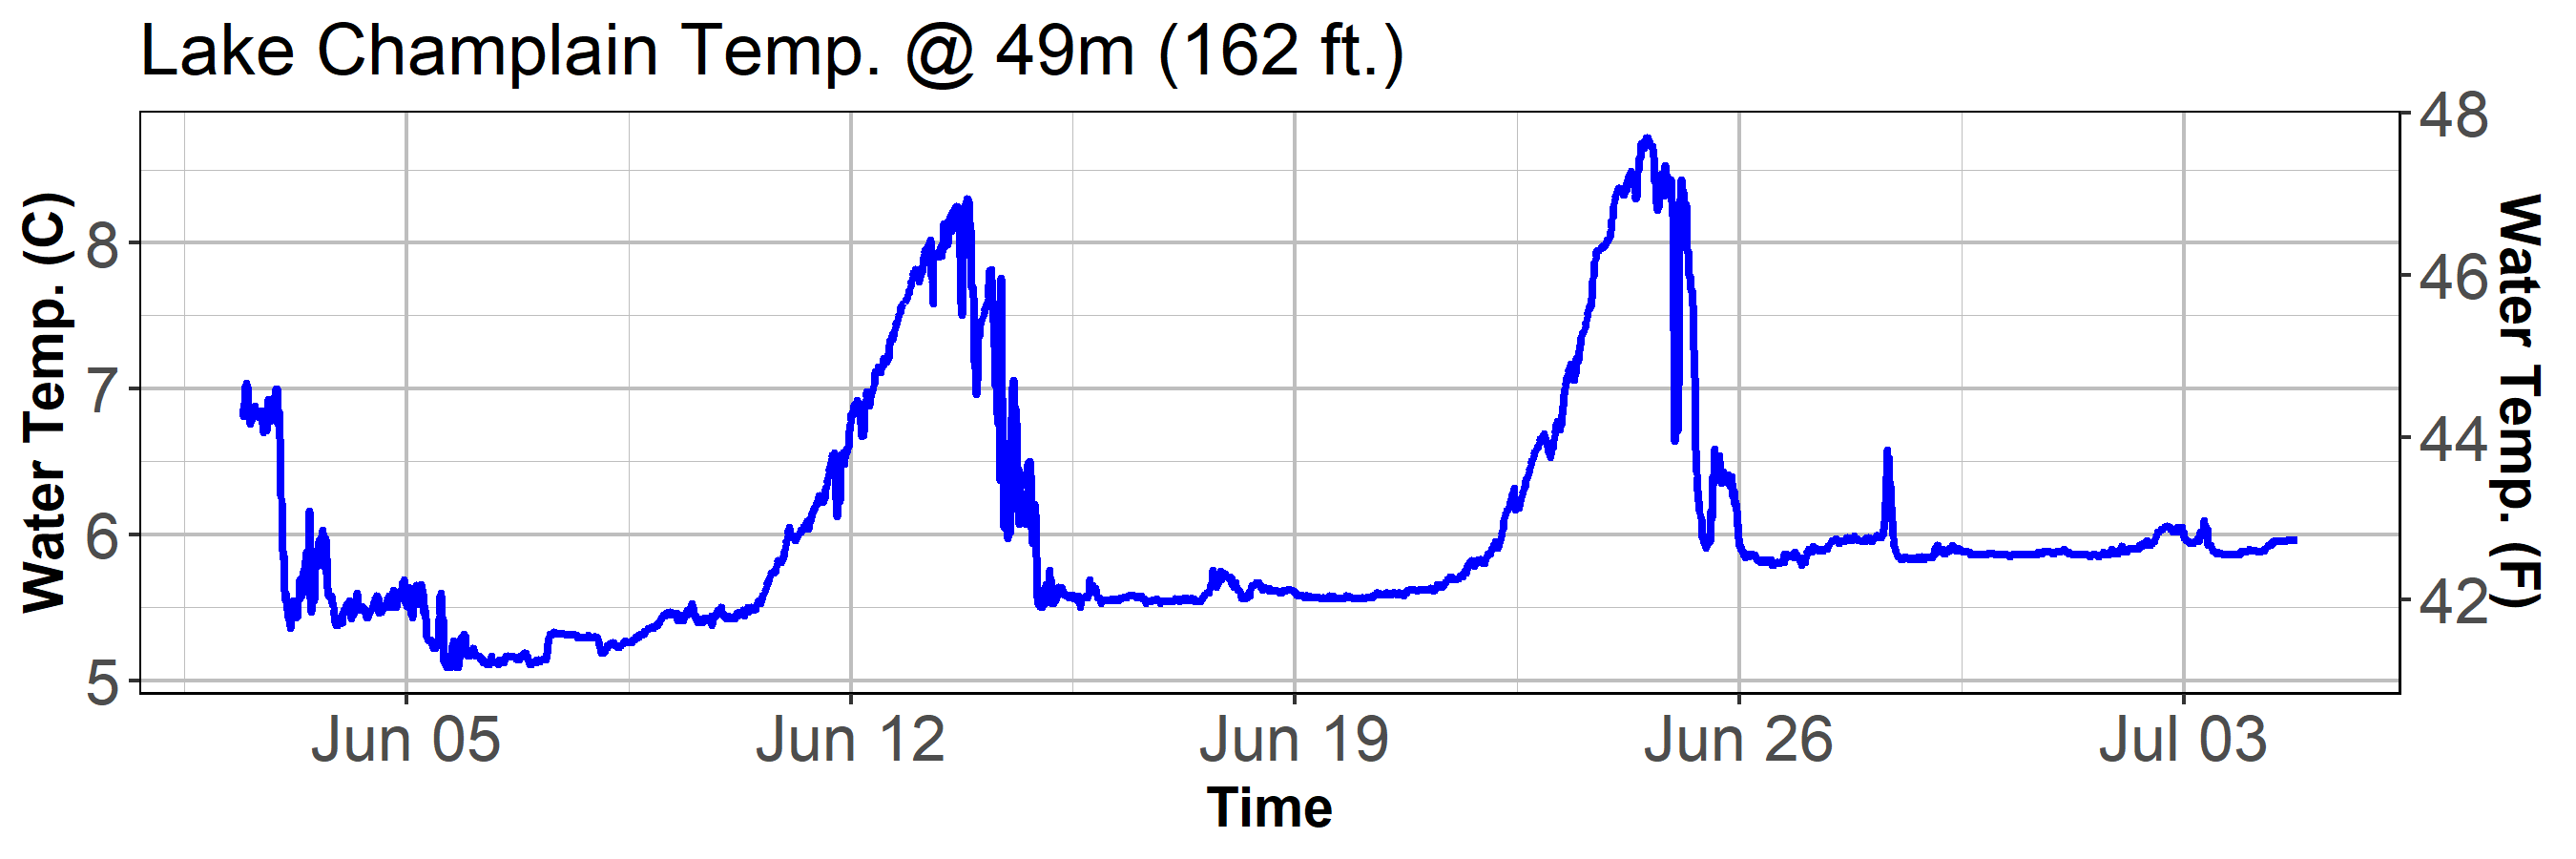 Lake Champlain Temp. @ 49m (162 ft.)
Water Temp. (C)
8
7
6
5
48
46
44
42
Water Temp. (F)
Jun 05
Jun 12
Jun 19
Jun 26
Jul 03
Time